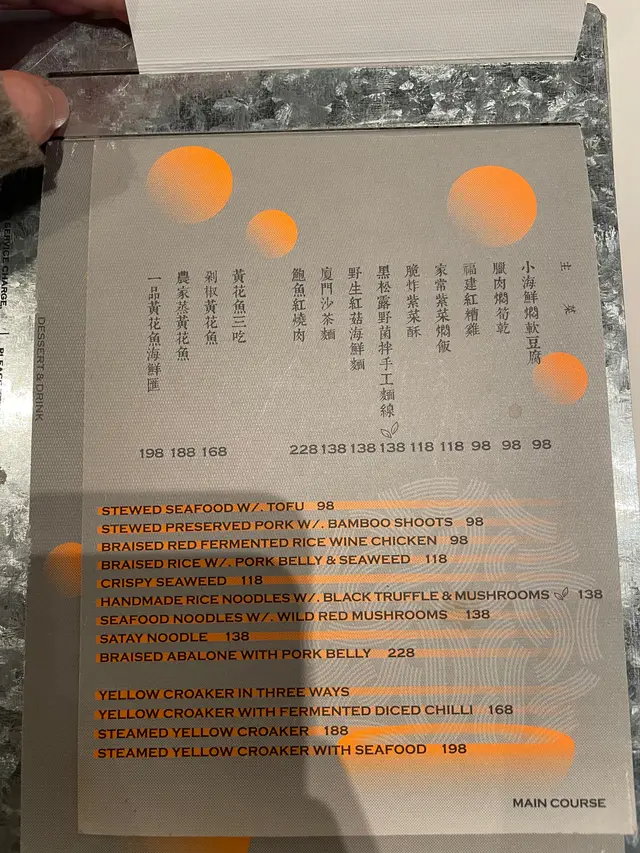 主菜
小海鮮燜軟豆腐 98
臘肉燜筍乾 98
福建紅糟雞 98
家常紫菜燜飯 118
脆炸紫菜酥 118
黑松露野菌拌手工麵線 138
野生紅菇海鮮麵 138
廈門沙茶麵 138
鮑魚紅燒肉 228
黃花魚三吃
剁椒黃花魚 168
農家蒸黃花魚 188
一品黃花魚海鮮匯 198
STEWED SEAFOOD W/. TOFU 98
STEWED PRESERVED PORK W/. BAMBOO SHOOTS 98
BRAISED RED FERMENTED RICE WINE CHICKEN 98
BRAISED RICE W/. PORK BELLY & SEAWEED 118
CRISPY SEAWEED 118
HANDMADE RICE NOODLES W/. BLACK TRUFFLE & MUSHROOMS 138
SEAFOOD NOODLES W/. WILD RED MUSHROOMS 138
SATAY NOODLE 138
BRAISED ABALONE WITH PORK BELLY 228
YELLOW CROAKER IN THREE WAYS
YELLOW CROAKER WITH FERMENTED DICED CHILLI 168
STEAMED YELLOW CROAKER 188
STEAMED YELLOW CROAKER WITH SEAFOOD 198
MAIN COURSE
DESSERT & DRINK
SERVICE CHARGE.